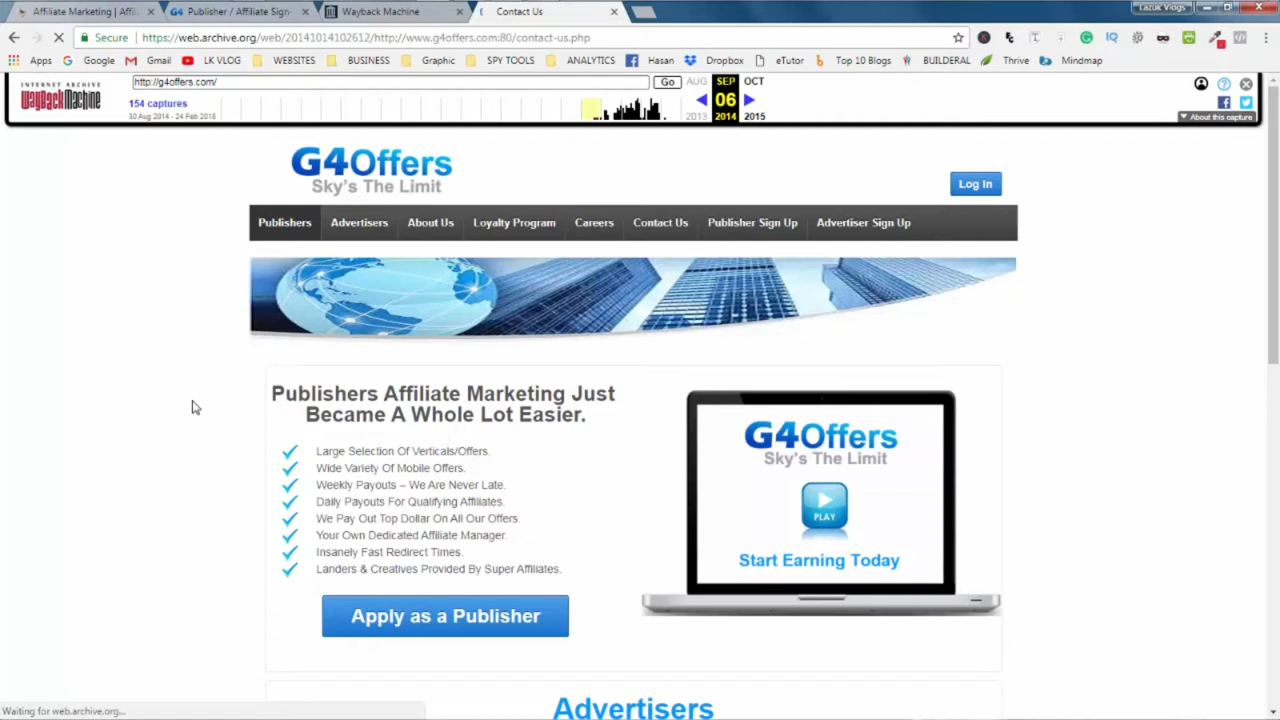 Affiliate Marketing | Affil
Publisher / Affiliate Sign-
Wayback Machine
Contact Us
Lazuk Vlogs
Secure
https://web.archive.org/web/20141014102612/http://www.g4offers.com:80/contact-us.php
Apps
Google
Gmail
LK VLOG
WEBSITES
BUSINESS
Graphic
SPY TOOLS
ANALYTICS
Hasan
Dropbox
eTutor
Top 10 Blogs
BUILDERAL
Thrive
Mindmap
INTERNET ARCHIVE
WayBackMachine
http://g4offers.com/
Go
AUG
SEP
OCT
154 captures
06
30 Aug 2014 - 24 Feb 2018
2013
2014
2015
About this capture
G4Offers
Sky's The Limit
Log In
Publishers
Advertisers
About Us
Loyalty Program
Careers
Contact Us
Publisher Sign Up
Advertiser Sign Up
Publishers Affiliate Marketing Just
Became A Whole Lot Easier.
Large Selection Of Verticals/Offers.
Wide Variety Of Mobile Offers.
Weekly Payouts – We Are Never Late.
Daily Payouts For Qualifying Affiliates.
We Pay Out Top Dollar On All Our Offers.
Your Own Dedicated Affiliate Manager.
Insanely Fast Redirect Times.
Landers & Creatives Provided By Super Affiliates.
Apply as a Publisher
G4Offers
Sky's The Limit
PLAY
Start Earning Today
Advertisers
Waiting for web.archive.org...